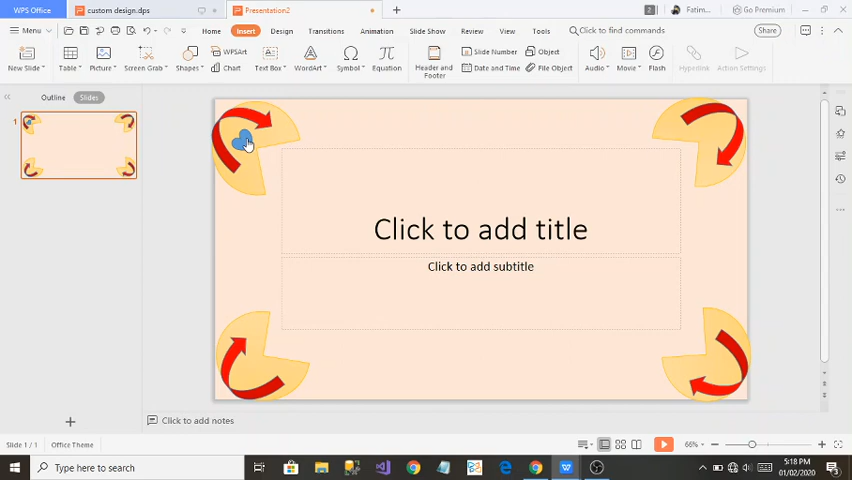 WPS Office
custom design.dps
Presentation2
2
Fatim...
Go Premium
Menu
Home
Insert
Design
Transitions
Animation
Slide Show
Review
View
Tools
Click to find commands
Share
New Slide
Table
Picture
Screen Grab
Shapes
WPSArt
Chart
Text Box
WordArt
Symbol
Equation
Header and
Footer
Slide Number
Date and Time
Object
File Object
Audio
Movie
Flash
Hyperlink
Action Settings
Outline
Slides
1
Click to add title
Click to add subtitle
Click to add notes
Slide 1 / 1
Office Theme
66%
Type here to search
5:18 PM
01/02/2020
3